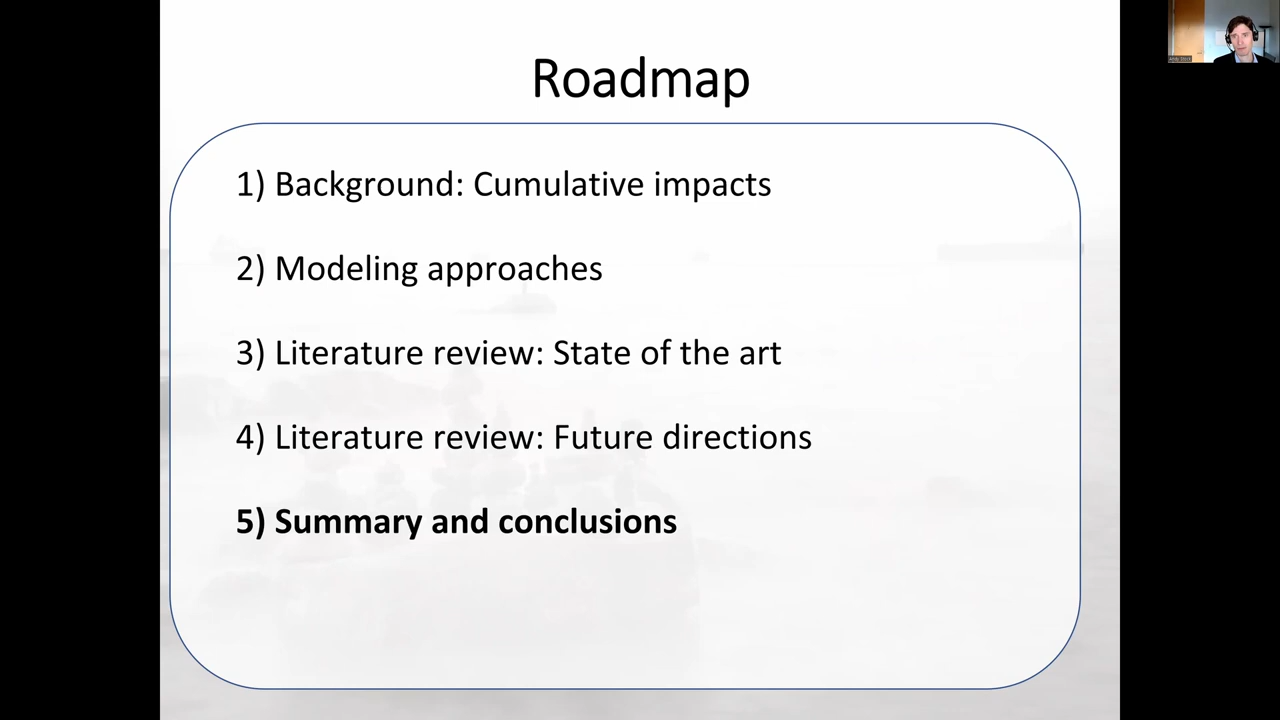 Roadmap
1) Background: Cumulative impacts
2) Modeling approaches
3) Literature review: State of the art
4) Literature review: Future directions
5) Summary and conclusions